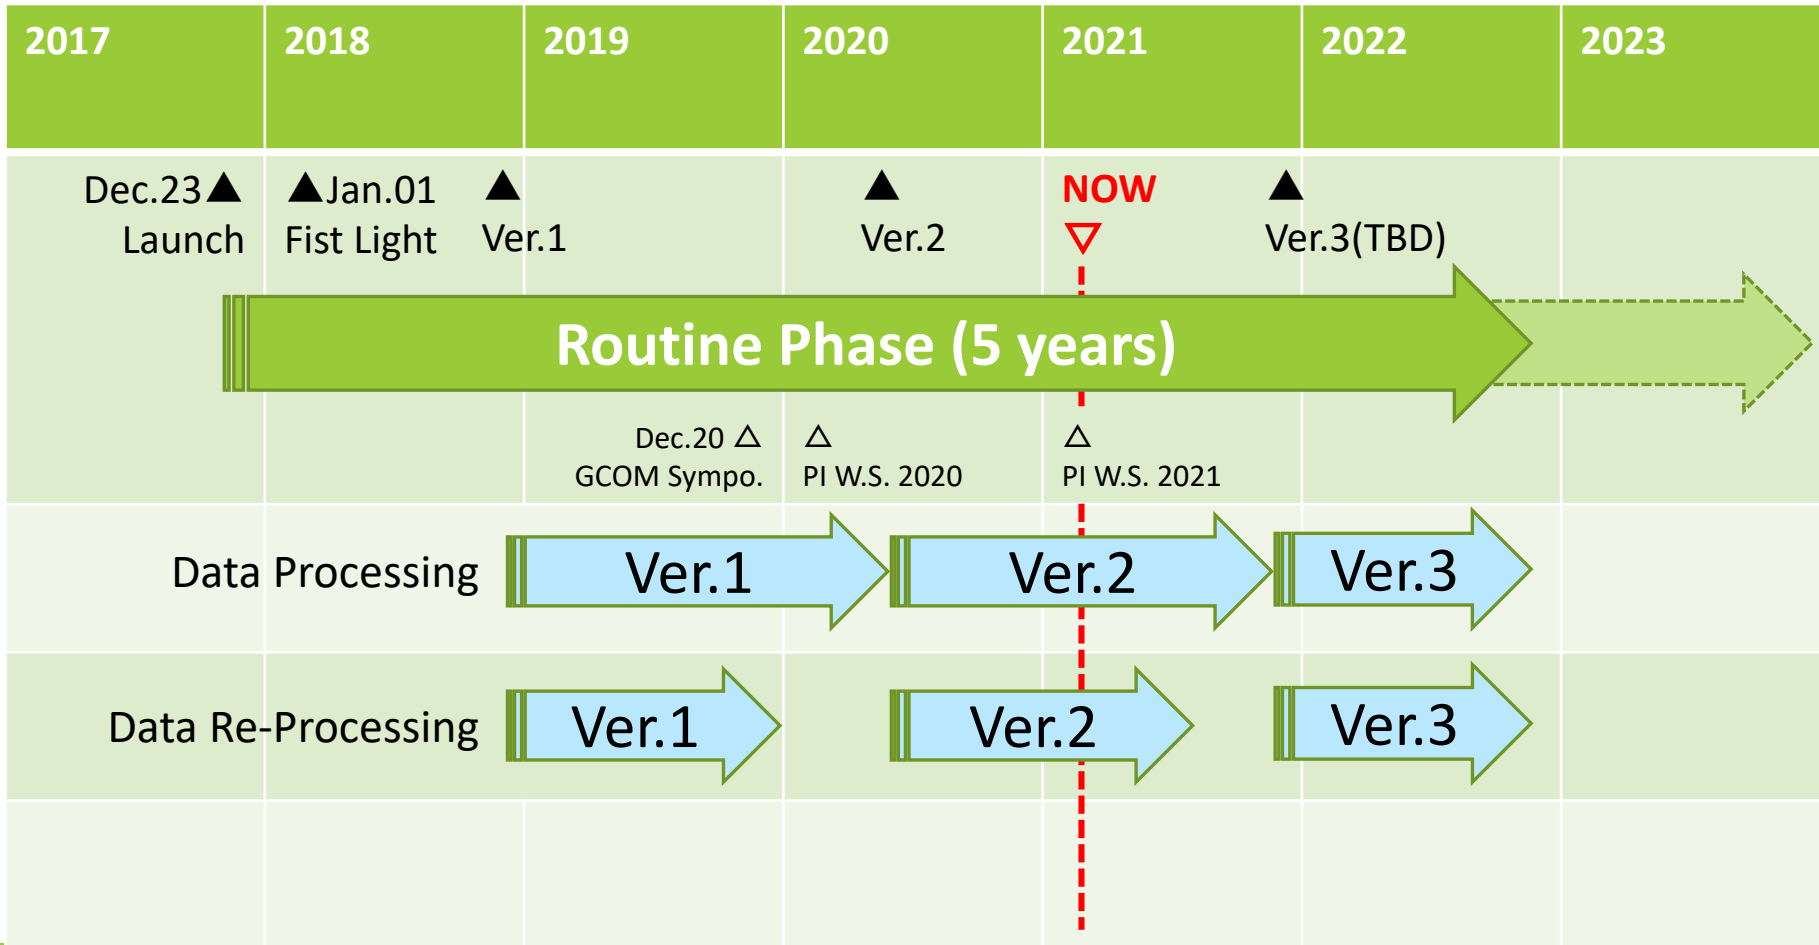 2017 2018 2019 2020 2021 2022 2023
Dec.23▲ ▲Jan.01 ▲ ▲ NOW ▲
Launch Fist Light Ver.1 Ver.2 ▽ Ver.3(TBD)
Routine Phase (5 years)
Dec.20 △ △ △
GCOM Sympo. PI W.S. 2020 PI W.S. 2021
Data Processing Ver.1 Ver.2 Ver.3
Data Re-Processing Ver.1 Ver.2 Ver.3